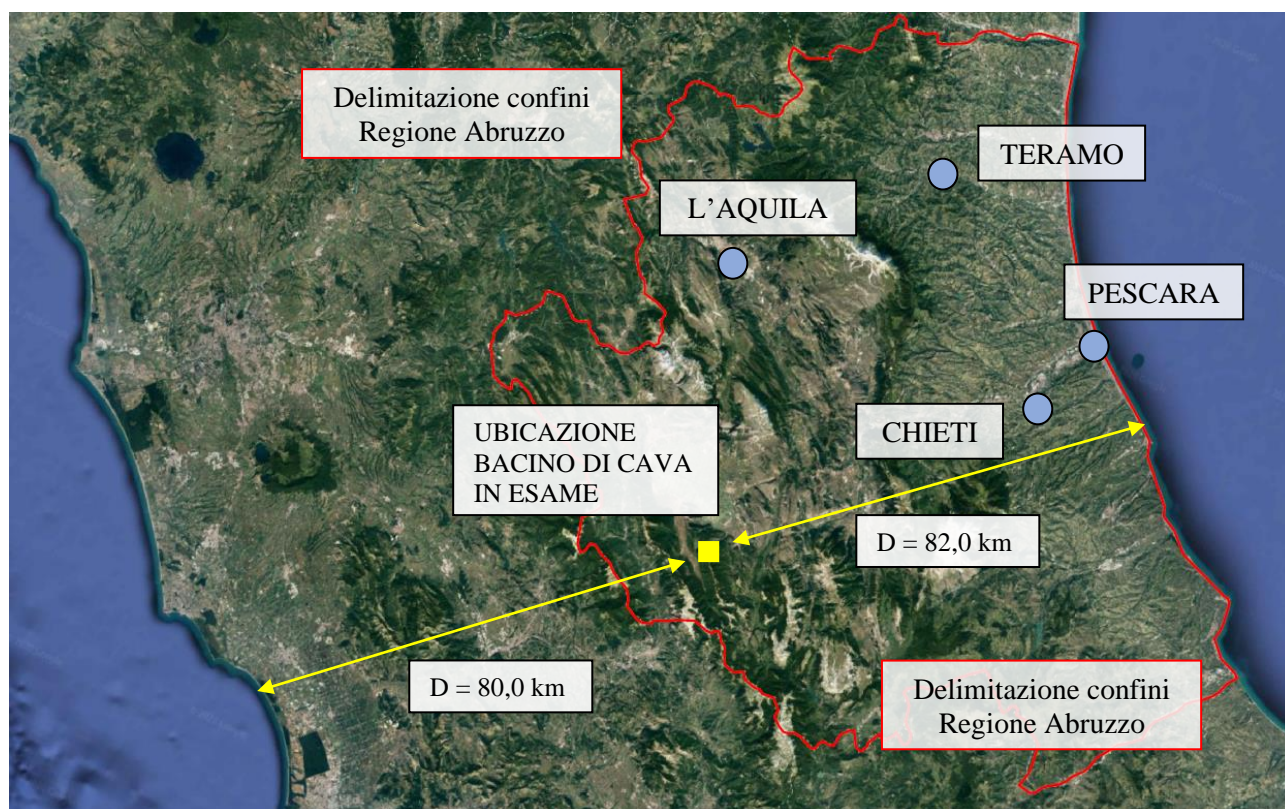 Delimitazione confini
Regione Abruzzo
TERAMO
L'AQUILA
PESCARA
UBICAZIONE
BACINO DI CAVA
IN ESAME
CHIETI
D = 82,0 km
D = 80,0 km
Delimitazione confini
Regione Abruzzo